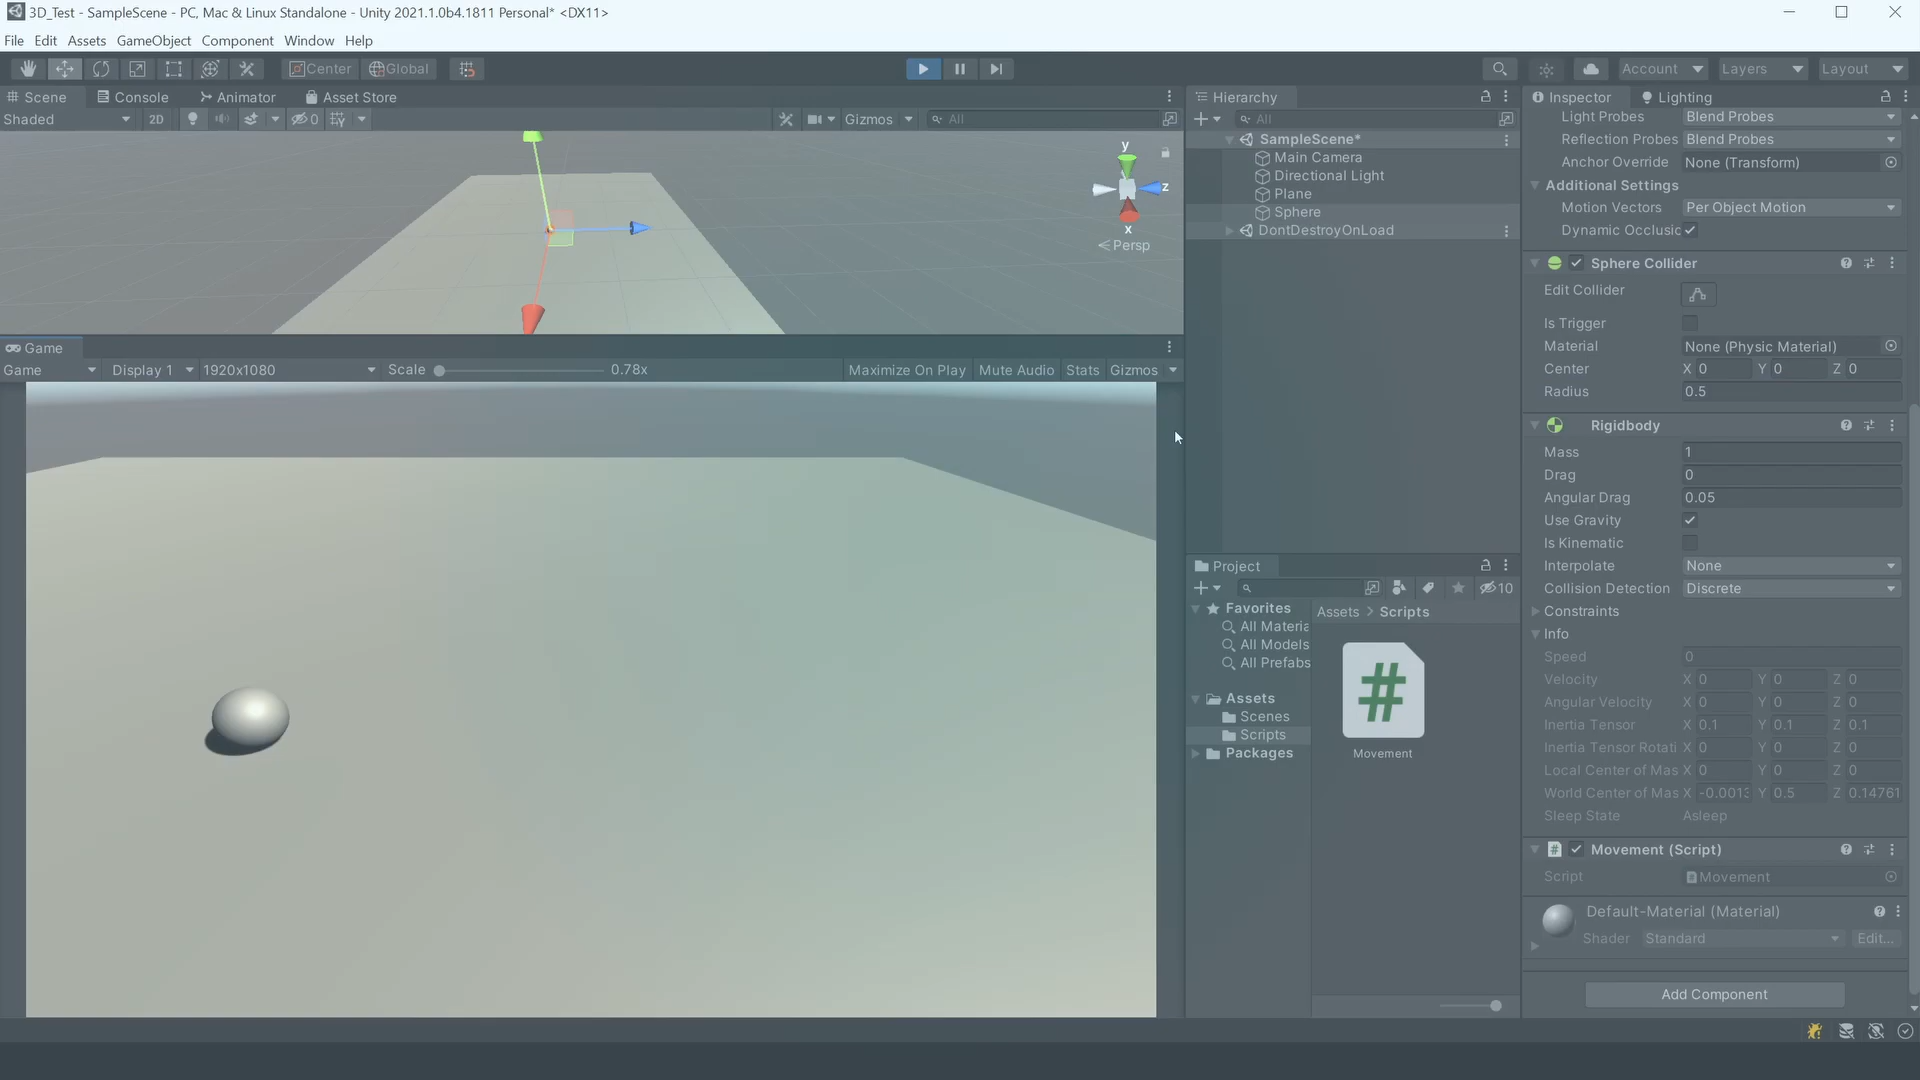 3D_Test - SampleScene - PC, Mac & Linux Standalone - Unity 2021.1.0b4.1811 Personal* <DX11>
File Edit Assets GameObject Component Window Help
Center Global Account Layers Layout
Scene Console Animator Asset Store
Shaded 2D 0 Gizmos All
y
z
x
Persp
Game
Game Display 1 1920x1080 Scale 0.78x Maximize On Play Mute Audio Stats Gizmos
Hierarchy
All
SampleScene*
Main Camera
Directional Light
Plane
Sphere
DontDestroyOnLoad
Project
10
Favorites
All Materia
All Models
All Prefabs
Assets
Scenes
Scripts
Packages
Assets > Scripts
#
Movement
Inspector Lighting
Light Probes Blend Probes
Reflection Probes Blend Probes
Anchor Override None (Transform)
Additional Settings
Motion Vectors Per Object Motion
Dynamic Occlusic
Sphere Collider
Edit Collider
Is Trigger
Material None (Physic Material)
Center X 0 Y 0 Z 0
Radius 0.5
Rigidbody
Mass 1
Drag 0
Angular Drag 0.05
Use Gravity
Is Kinematic
Interpolate None
Collision Detection Discrete
Constraints
Info
Speed 0
Velocity X 0 Y 0 Z 0
Angular Velocity X 0 Y 0 Z 0
Inertia Tensor X 0.1 Y 0.1 Z 0.1
Inertia Tensor Rotati X 0 Y 0 Z 0
Local Center of Mas X 0 Y 0 Z 0
World Center of Mas X -0.0013 Y 0.5 Z 0.14761
Sleep State Asleep
# Movement (Script)
Script Movement
Default-Material (Material)
Shader Standard Edit...
Add Component